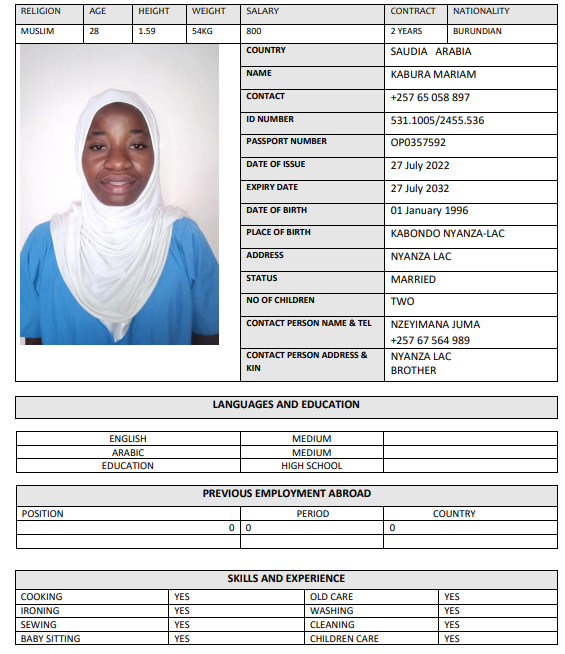 RELIGION AGE HEIGHT WEIGHT SALARY CONTRACT NATIONALITY
MUSLIM 28 1.59 54KG 800 2 YEARS BURUNDIAN
COUNTRY SAUDIA ARABIA
NAME KABURA MARIAM
CONTACT +257 65 058 897
ID NUMBER 531.1005/2455.536
PASSPORT NUMBER OP0357592
DATE OF ISSUE 27 July 2022
EXPIRY DATE 27 July 2032
DATE OF BIRTH 01 January 1996
PLACE OF BIRTH KABONDO NYANZA-LAC
ADDRESS NYANZA LAC
STATUS MARRIED
NO OF CHILDREN TWO
CONTACT PERSON NAME & TEL NZEYIMANA JUMA
+257 67 564 989
CONTACT PERSON ADDRESS & NYANZA LAC
KIN BROTHER
LANGUAGES AND EDUCATION
ENGLISH MEDIUM
ARABIC MEDIUM
EDUCATION HIGH SCHOOL
PREVIOUS EMPLOYMENT ABROAD
POSITION PERIOD COUNTRY
0 0 0
SKILLS AND EXPERIENCE
COOKING YES OLD CARE YES
IRONING YES WASHING YES
SEWING YES CLEANING YES
BABY SITTING YES CHILDREN CARE YES